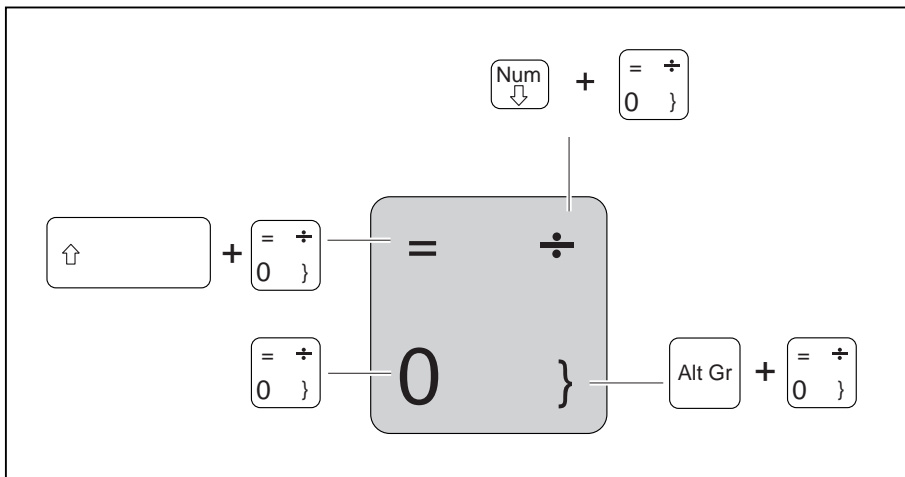 Num + = ÷
0 }
⇧ + = ÷
0 }
= ÷
= ÷
0 }
0 }
Alt Gr + = ÷
0 }